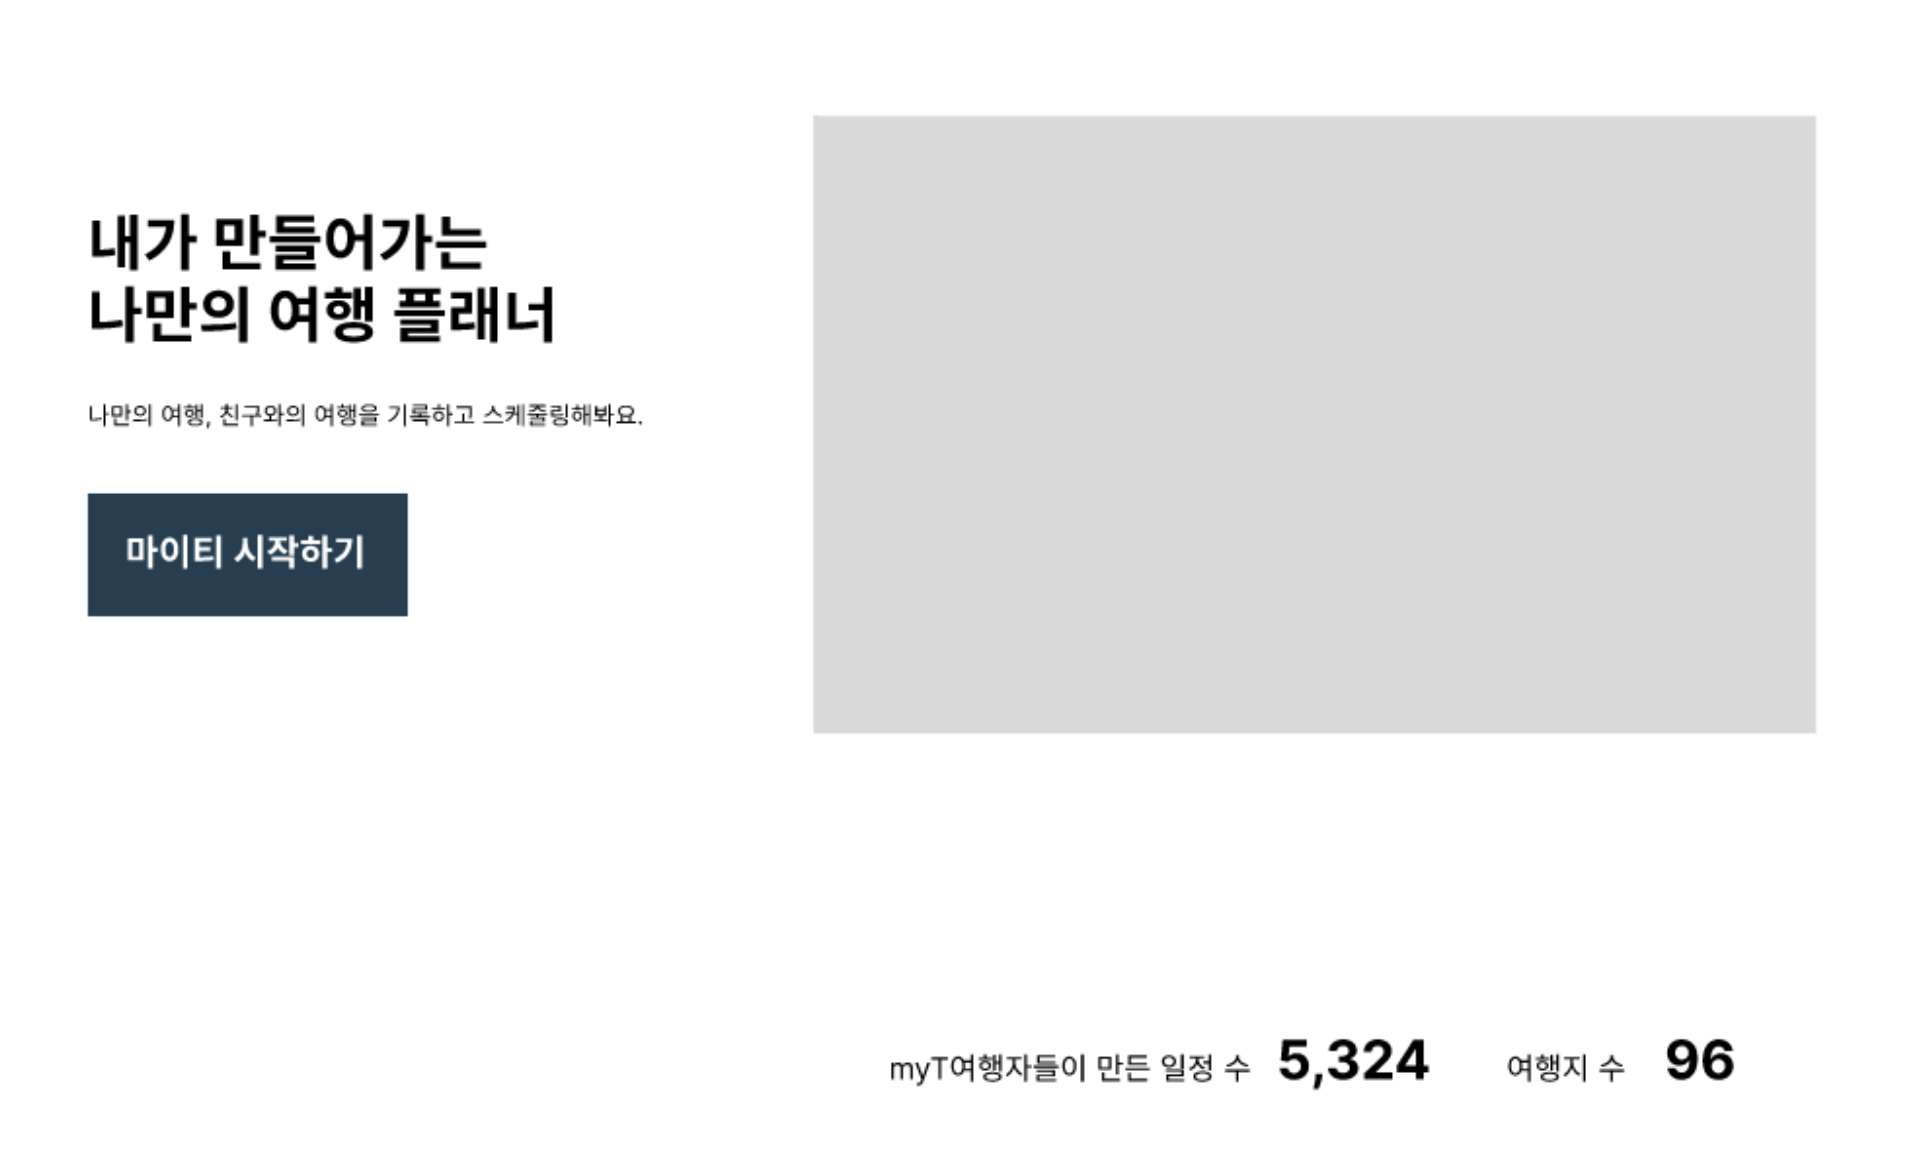 내가 만들어가는
나만의 여행 플래너
나만의 여행, 친구와의 여행을 기록하고 스케줄링해봐요.
마이티 시작하기
myT여행자들이 만든 일정 수 5,324 여행지 수 96